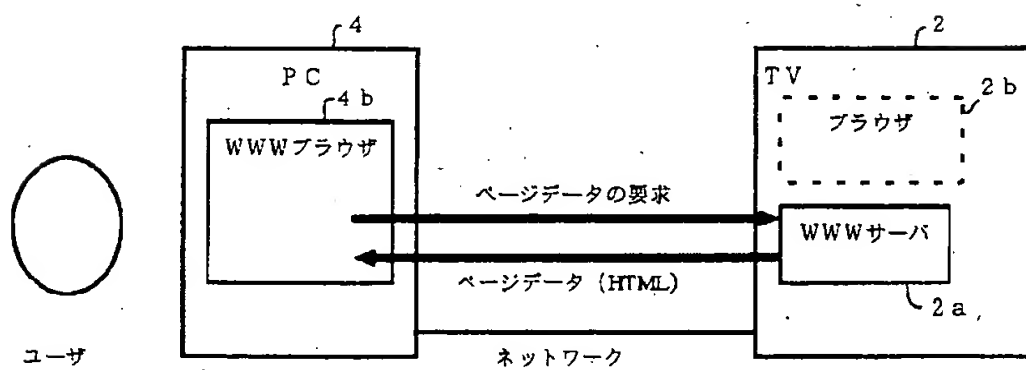 4
2
PC
TV
4b
2b
WWWブラウザ
ブラウザ
ページデータの要求
WWWサーバ
ページデータ (HTML)
2a
ユーザ
ネットワーク